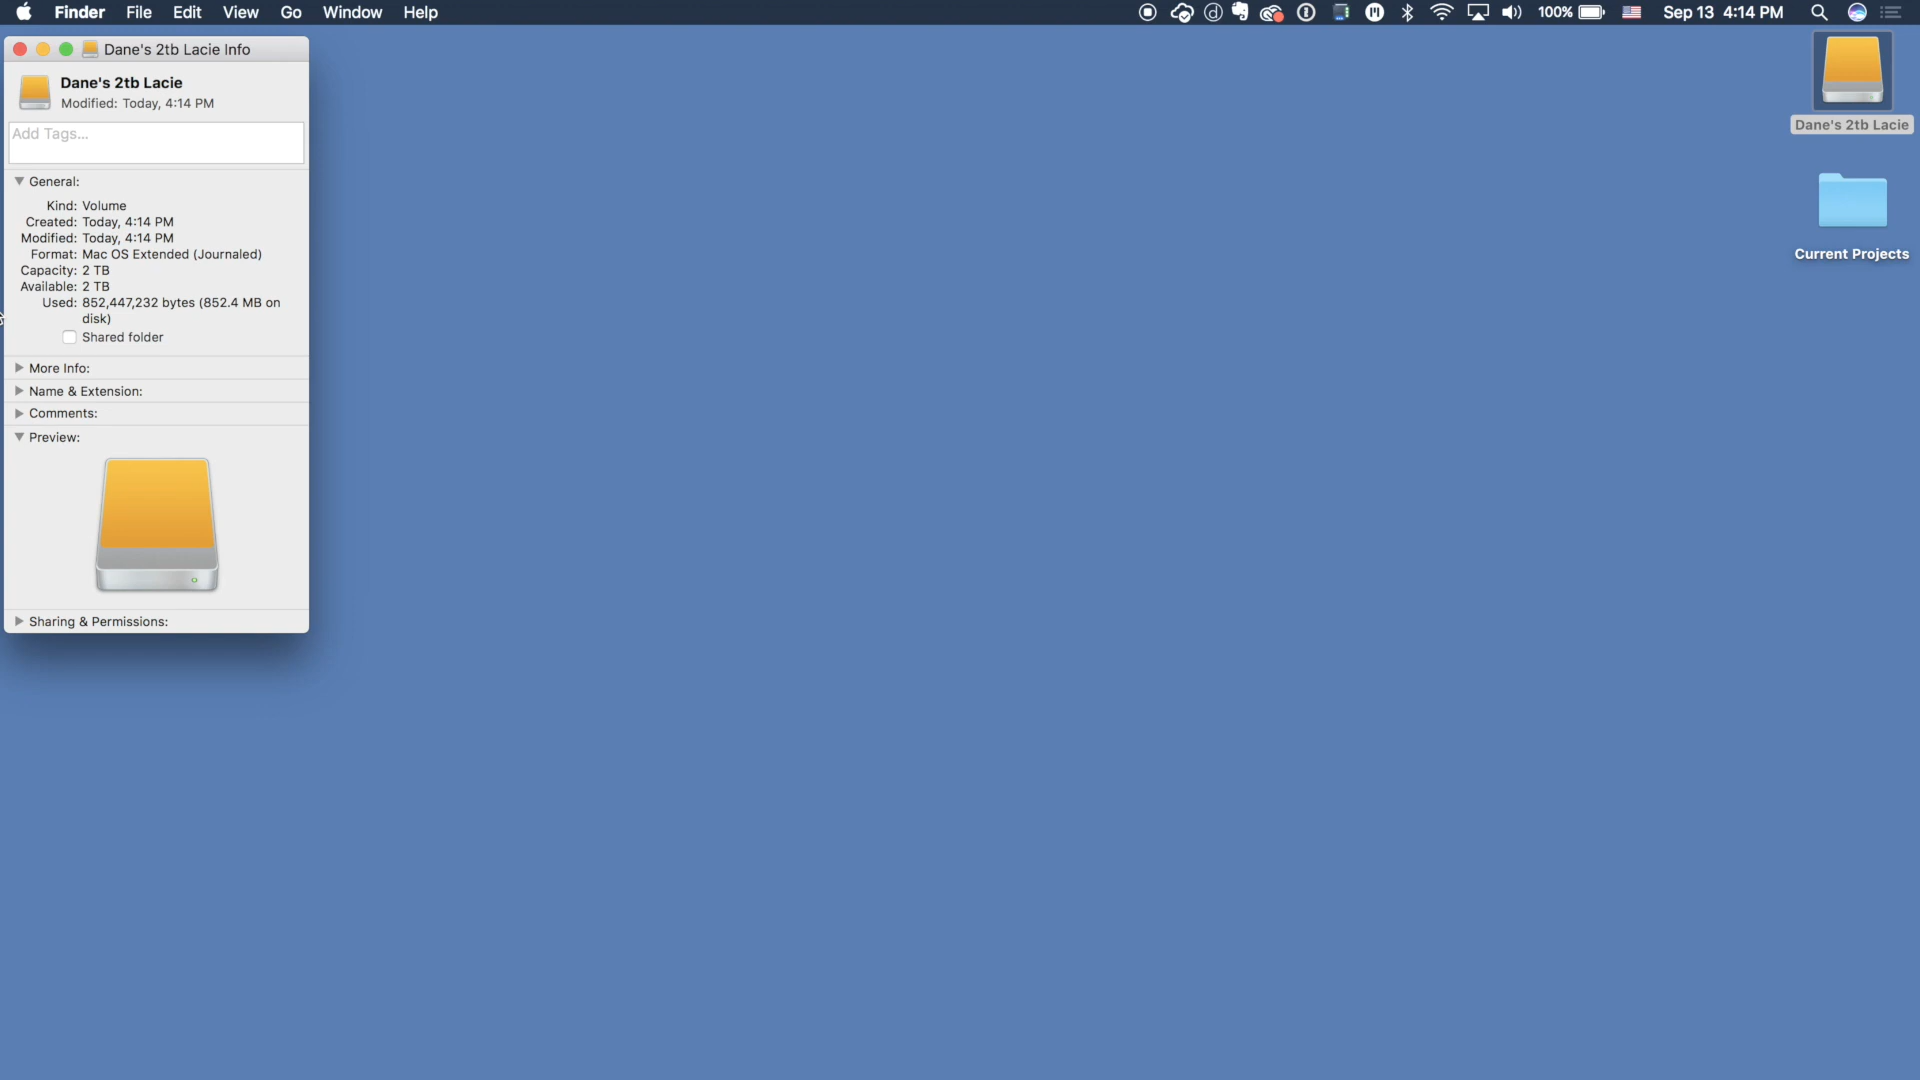 Finder File Edit View Go Window Help 100% Sep 13 4:14 PM
Dane's 2tb Lacie Info
Dane's 2tb Lacie
Modified: Today, 4:14 PM
Add Tags...
General:
Kind: Volume
Created: Today, 4:14 PM
Modified: Today, 4:14 PM
Format: Mac OS Extended (Journaled)
Capacity: 2 TB
Available: 2 TB
Used: 852,447,232 bytes (852.4 MB on
disk)
Shared folder
More Info:
Name & Extension:
Comments:
Preview:
Sharing & Permissions:
Dane's 2tb Lacie
Current Projects